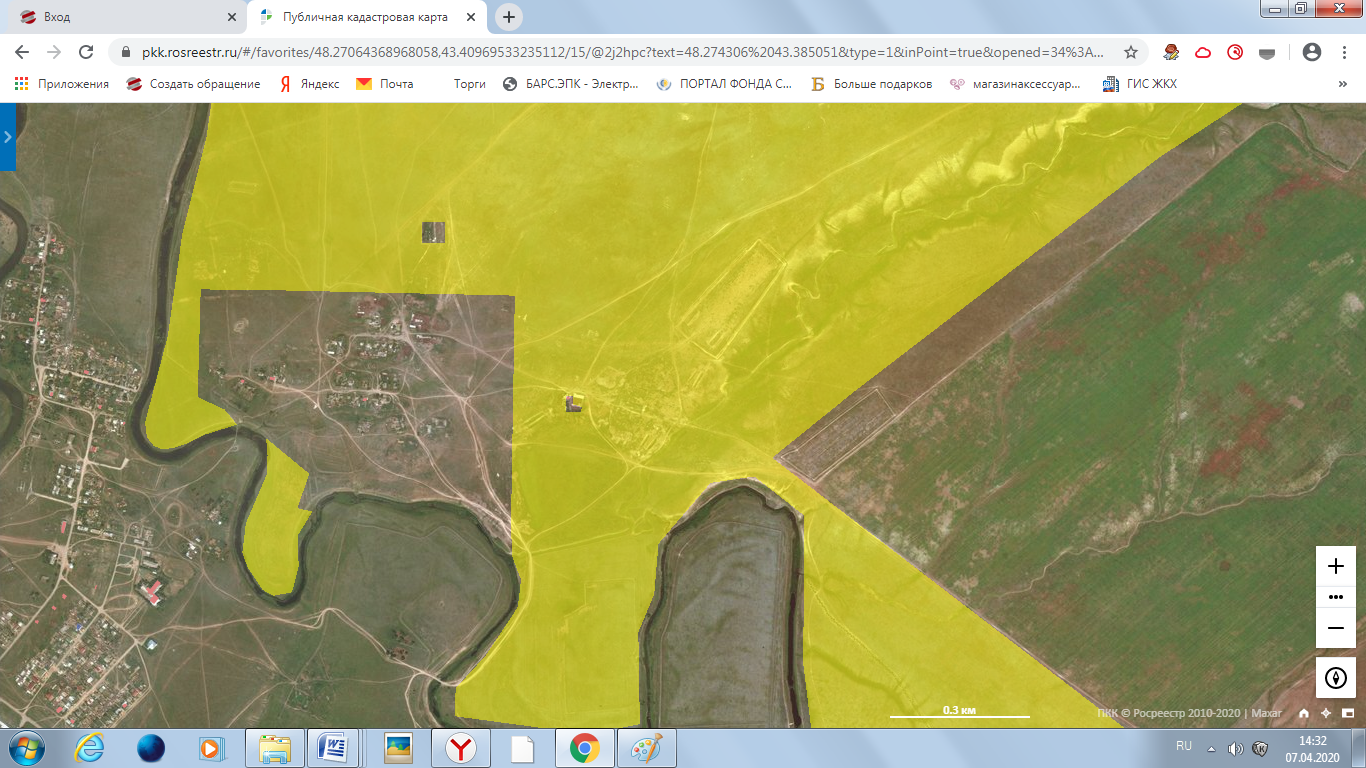 Вход
Публичная кадастровая карта
pkk.rosreestr.ru/#/favorites/48.27064368968058,43.40969533235112/15/@2j2hpc?text=48.274306%2043.385051&type=1&inPoint=true&opened=34%3A...
Приложения Создать обращение Яндекс Почта Торги БАРС.ЭПК - Электр... ПОРТАЛ ФОНДА С... Больше подарков магазинаксессуар... ГИС ЖКХ »
0.3 км
ПКК © Росреестр 2010-2020 | Maxar
RU
14:32
07.04.2020